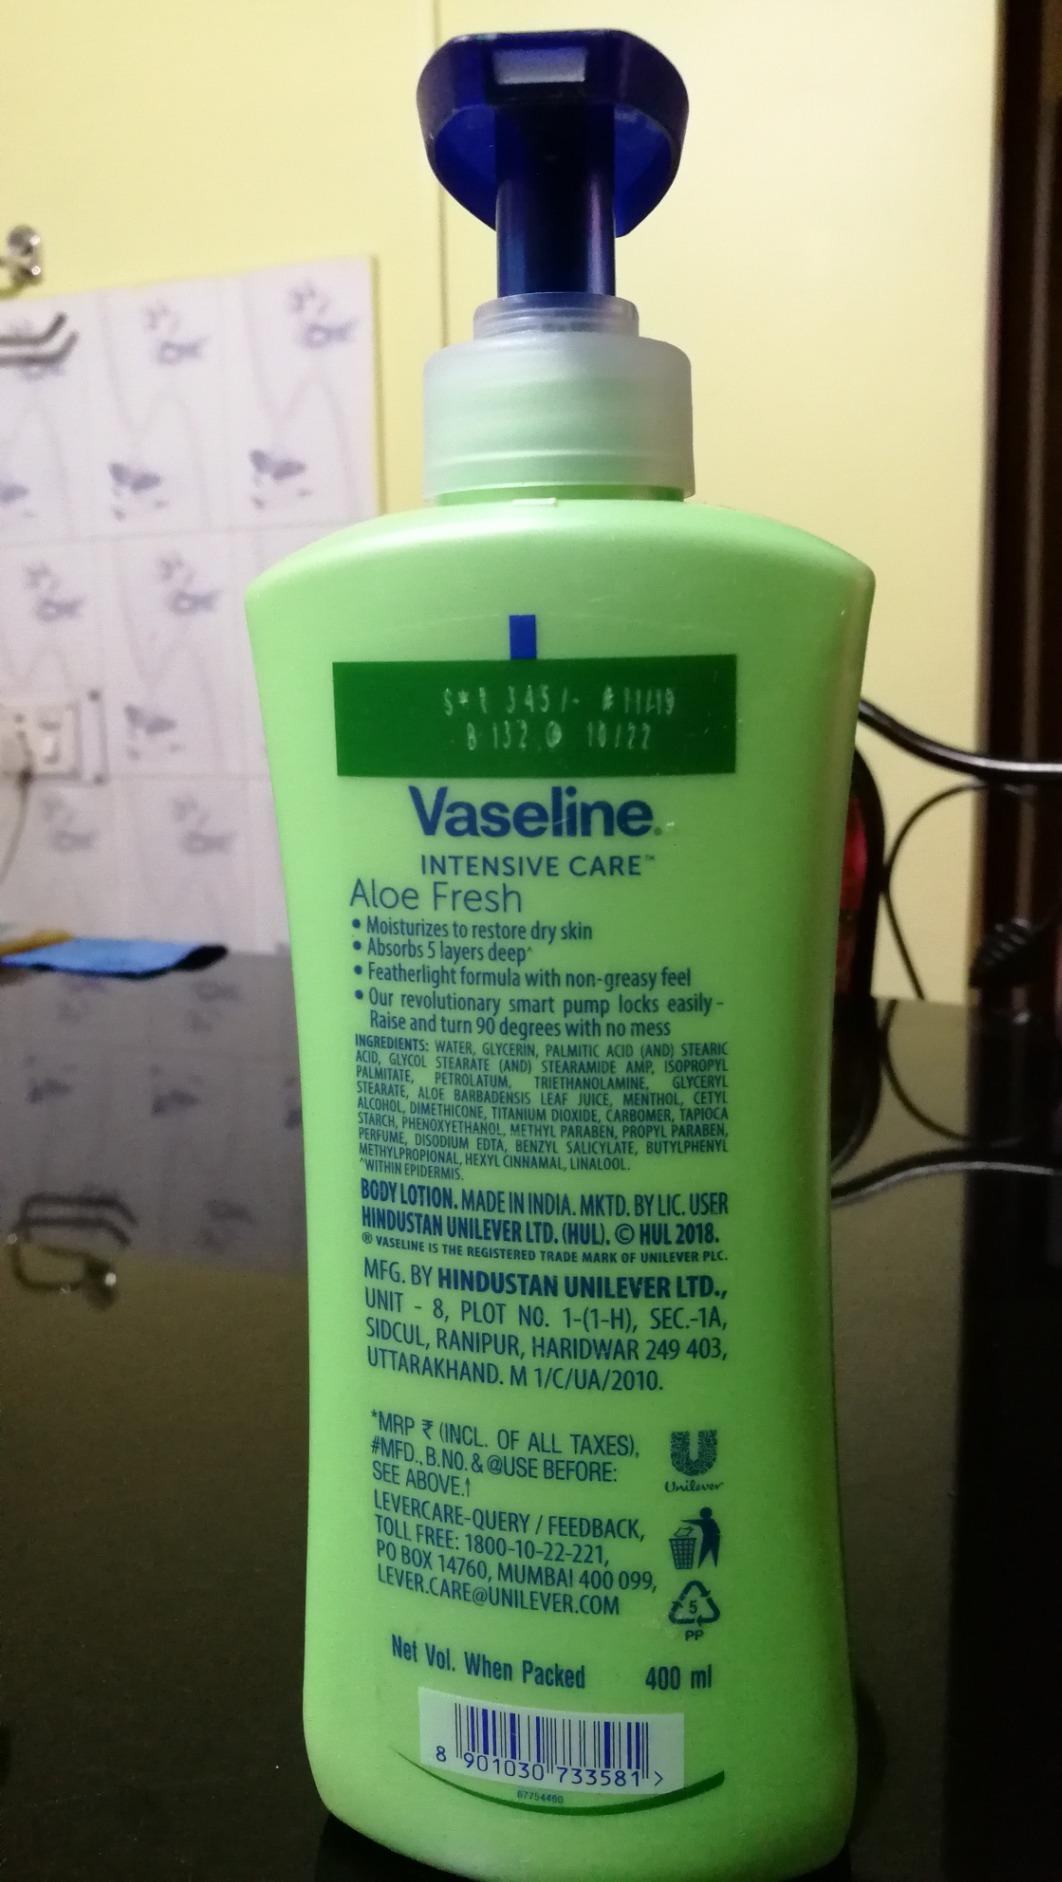 S* ₹ 345/- # 11/19
B 132 @ 10/22
Vaseline.
INTENSIVE CARE™
Aloe Fresh
• Moisturizes to restore dry skin
• Absorbs 5 layers deep^
• Featherlight formula with non-greasy feel
• Our revolutionary smart pump locks easily -
Raise and turn 90 degrees with no mess
INGREDIENTS: WATER, GLYCERIN, PALMITIC ACID (AND) STEARIC
ACID, GLYCOL STEARATE (AND) STEARAMIDE AMP, ISOPROPYL
PALMITATE, PETROLATUM, TRIETHANOLAMINE, GLYCERYL
STEARATE, ALOE BARBADENSIS LEAF JUICE, MENTHOL, CETYL
ALCOHOL, DIMETHICONE, TITANIUM DIOXIDE, CARBOMER, TAPIOCA
STARCH, PHENOXYETHANOL, METHYL PARABEN, PROPYL PARABEN,
PERFUME, DISODIUM EDTA, BENZYL SALICYLATE, BUTYLPHENYL
METHYLPROPIONAL, HEXYL CINNAMAL, LINALOOL.
^WITHIN EPIDERMIS.
BODY LOTION. MADE IN INDIA. MKTD. BY LIC. USER
HINDUSTAN UNILEVER LTD. (HUL). © HUL 2018.
® VASELINE IS THE REGISTERED TRADE MARK OF UNILEVER PLC.
MFG. BY HINDUSTAN UNILEVER LTD.,
UNIT - 8, PLOT NO. 1-(1-H), SEC.-1A,
SIDCUL, RANIPUR, HARIDWAR 249 403,
UTTARAKHAND. M 1/C/UA/2010.
*MRP ₹ (INCL. OF ALL TAXES),
#MFD., B.NO. & @USE BEFORE:
SEE ABOVE.↑
Unilever
LEVERCARE-QUERY / FEEDBACK,
TOLL FREE: 1800-10-22-221,
PO BOX 14760, MUMBAI 400 099,
LEVER.CARE@UNILEVER.COM
5
PP
Net Vol. When Packed 400 ml
8 901030 733581 >
67754460